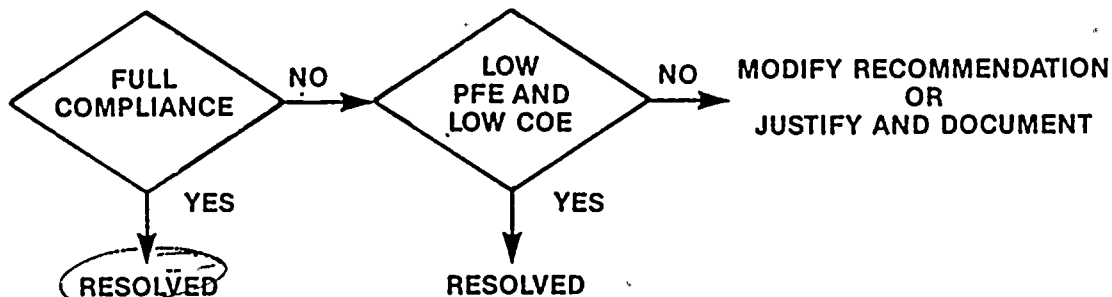 FULL
COMPLIANCE
NO
LOW
PFE AND
LOW COE
NO
MODIFY RECOMMENDATION
OR
JUSTIFY AND DOCUMENT
YES
YES
RESOLVED
RESOLVED